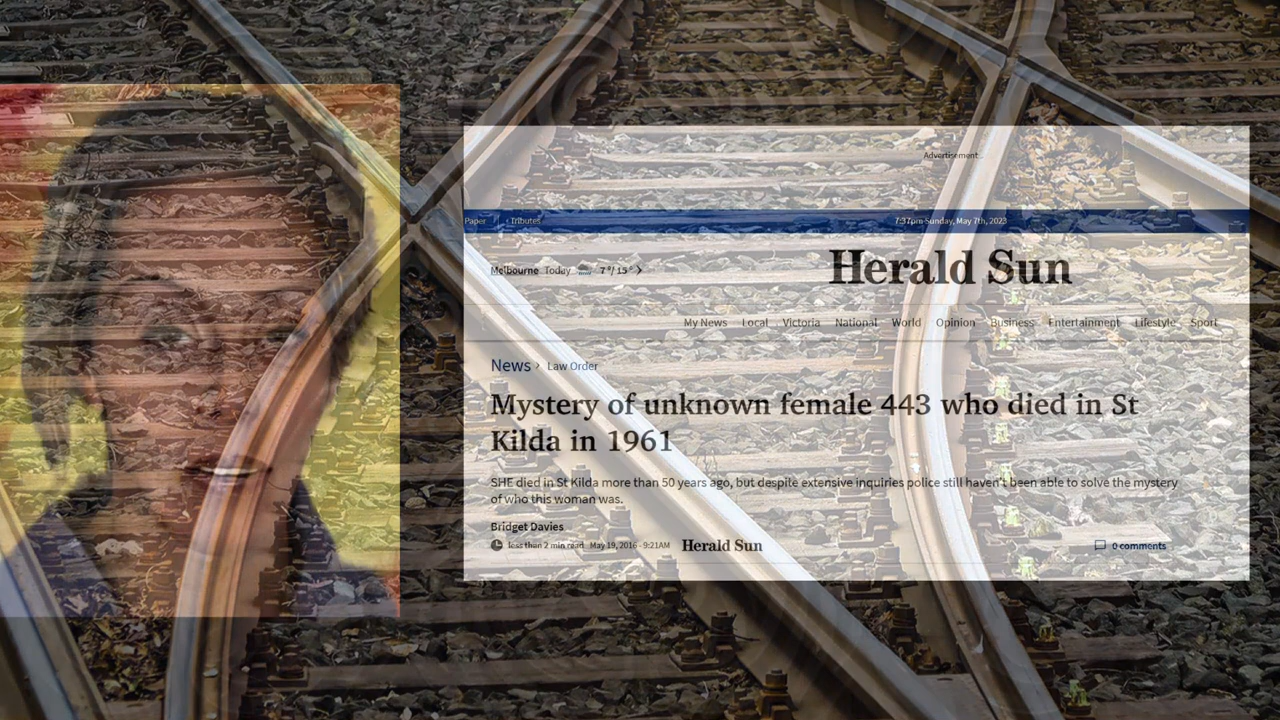 Advertisement
Paper Tributes 7:37pm Sunday, May 7th, 2023
Melbourne Today 7°/ 15° >
Herald Sun
My News Local Victoria National World Opinion Business Entertainment Lifestyle Sport
News › Law Order
Mystery of unknown female 443 who died in St
Kilda in 1961
SHE died in St Kilda more than 50 years ago, but despite extensive inquiries police still haven't been able to solve the mystery
of who this woman was.
Bridget Davies
less than 2 min read May 19, 2016 - 9:21AM Herald Sun 0 comments